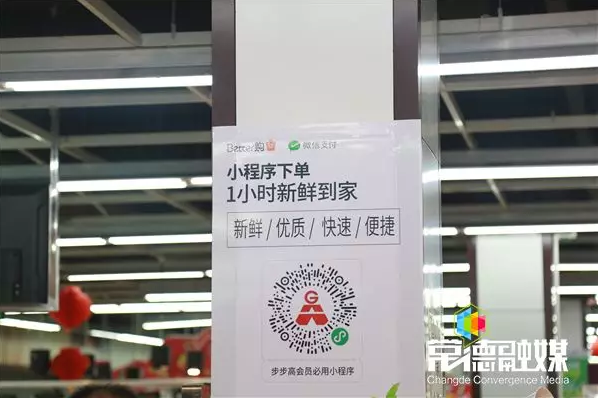 Better购 微信支付
小程序下单
1小时新鲜到家
新鲜/优质/快速/便捷
步步高会员必用小程序
常德融媒
Changde Convergence Media